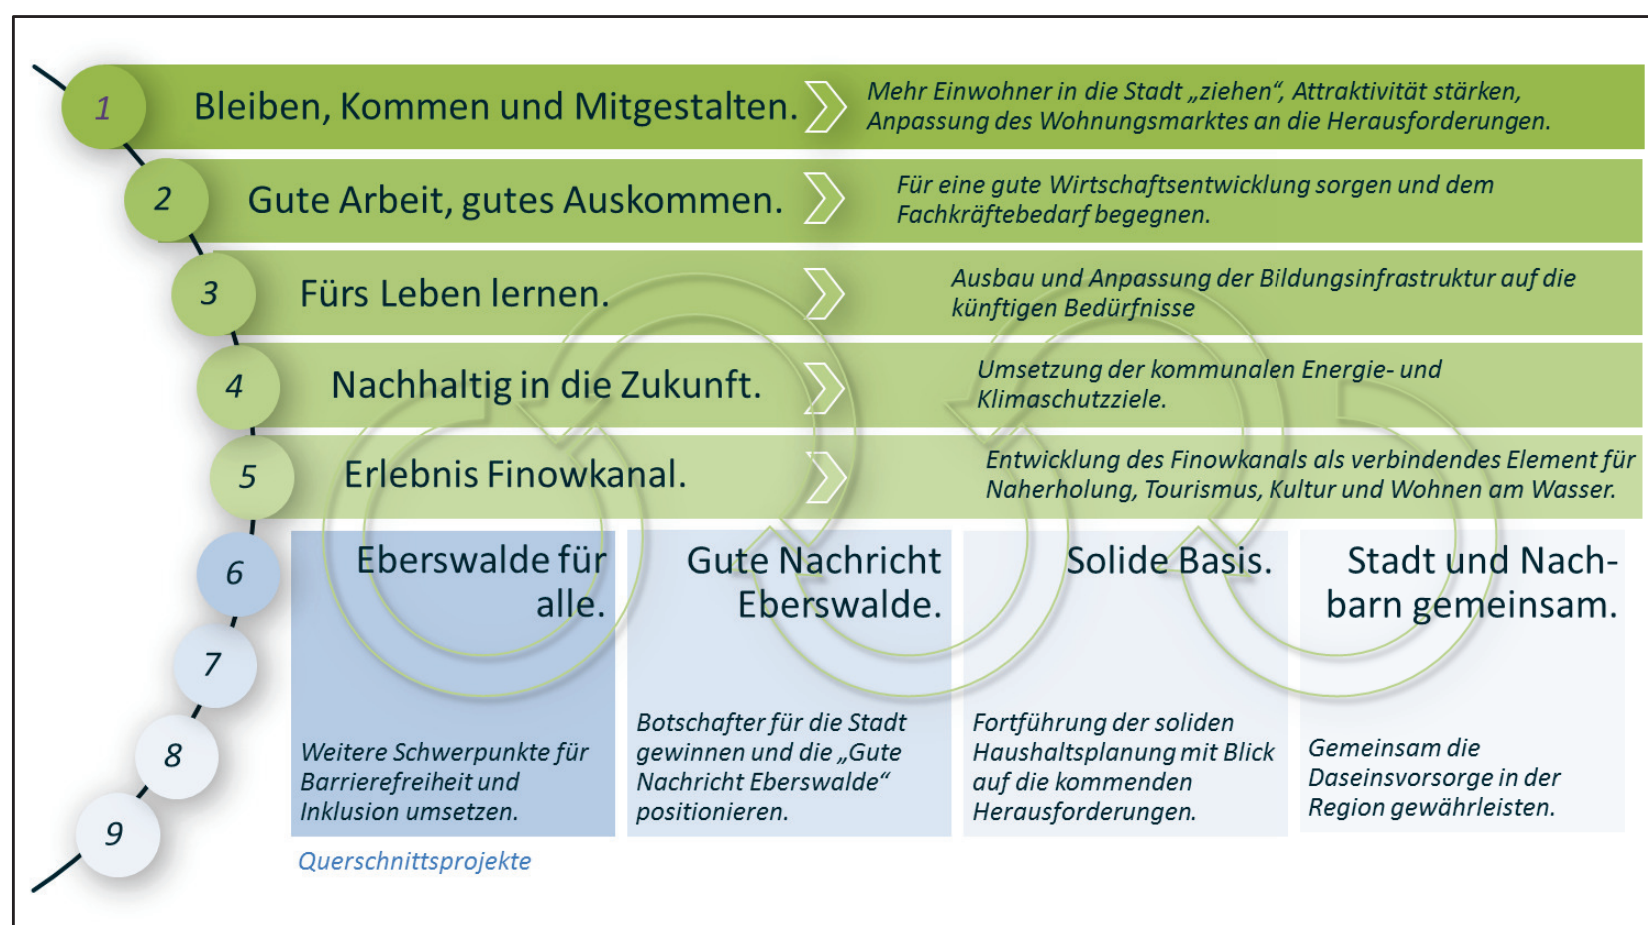 1
Bleiben, Kommen und Mitgestalten.
Mehr Einwohner in die Stadt „ziehen“, Attraktivität stärken,
Anpassung des Wohnungsmarktes an die Herausforderungen.
2
Gute Arbeit, gutes Auskommen.
Für eine gute Wirtschaftsentwicklung sorgen und dem
Fachkräftebedarf begegnen.
3
Fürs Leben lernen.
Ausbau und Anpassung der Bildungsinfrastruktur auf die
künftigen Bedürfnisse
4
Nachhaltig in die Zukunft.
Umsetzung der kommunalen Energie- und
Klimaschutzziele.
5
Erlebnis Finowkanal.
Entwicklung des Finowkanals als verbindendes Element für
Naherholung, Tourismus, Kultur und Wohnen am Wasser.
6
7
8
9
Eberswalde für
alle.
Weitere Schwerpunkte für
Barrierefreiheit und
Inklusion umsetzen.
Gute Nachricht
Eberswalde.
Botschafter für die Stadt
gewinnen und die „Gute
Nachricht Eberswalde“
positionieren.
Solide Basis.
Fortführung der soliden
Haushaltsplanung mit Blick
auf die kommenden
Herausforderungen.
Stadt und Nach-
barn gemeinsam.
Gemeinsam die
Daseinsvorsorge in der
Region gewährleisten.
Querschnittsprojekte